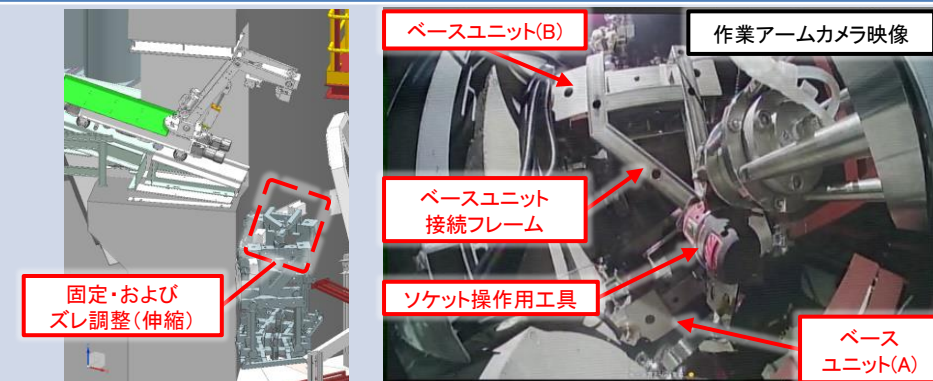 固定・および
ズレ調整(伸縮)
ベースユニット(B)
作業アームカメラ映像
ベースユニット
接続フレーム
ソケット操作用工具
ベース
ユニット(A)